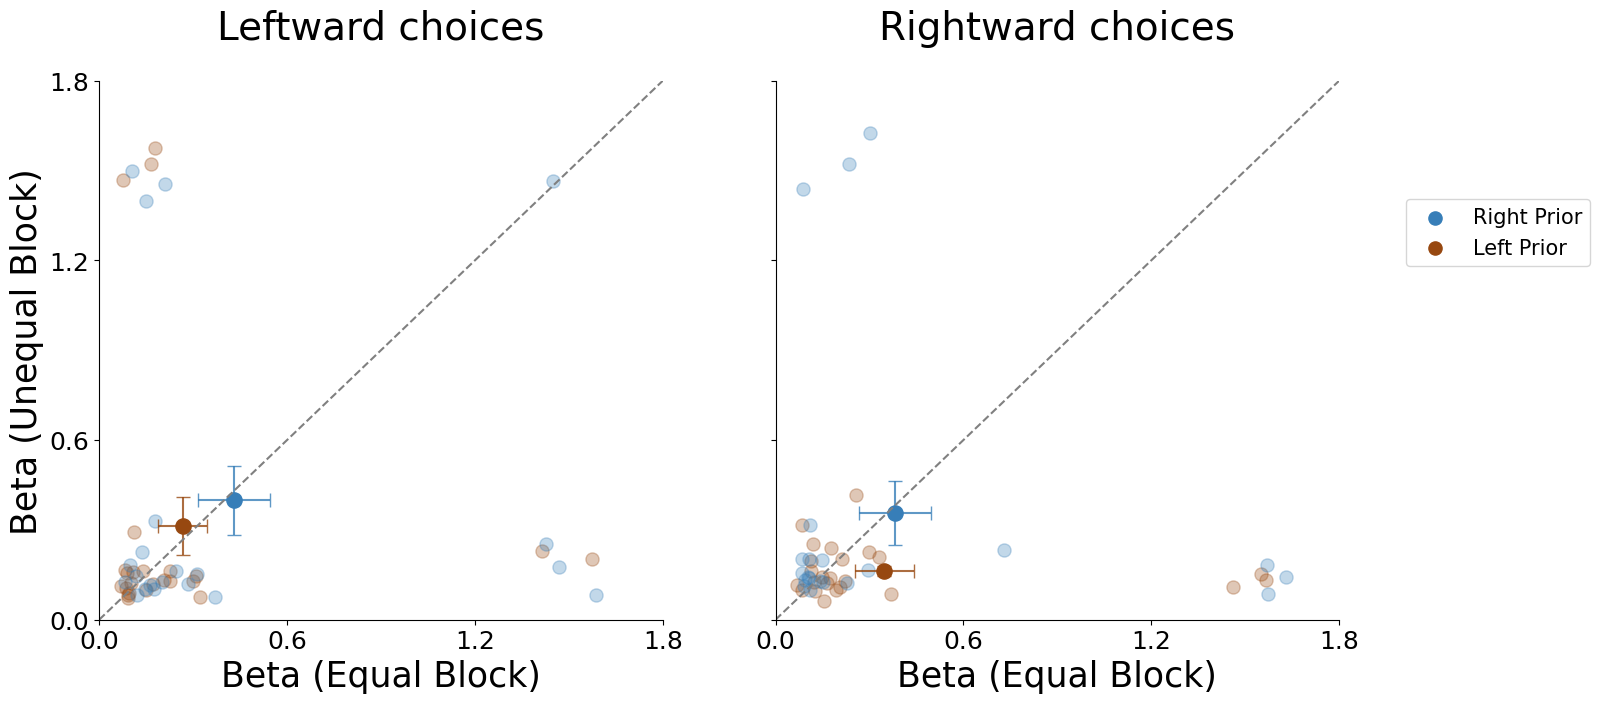 Leftward choices
Rightward choices
Beta (Unequal Block)
1.8
1.2
0.6
0.0
0.0 0.6 1.2 1.8
0.0 0.6 1.2 1.8
Beta (Equal Block)
Beta (Equal Block)
Right Prior
Left Prior